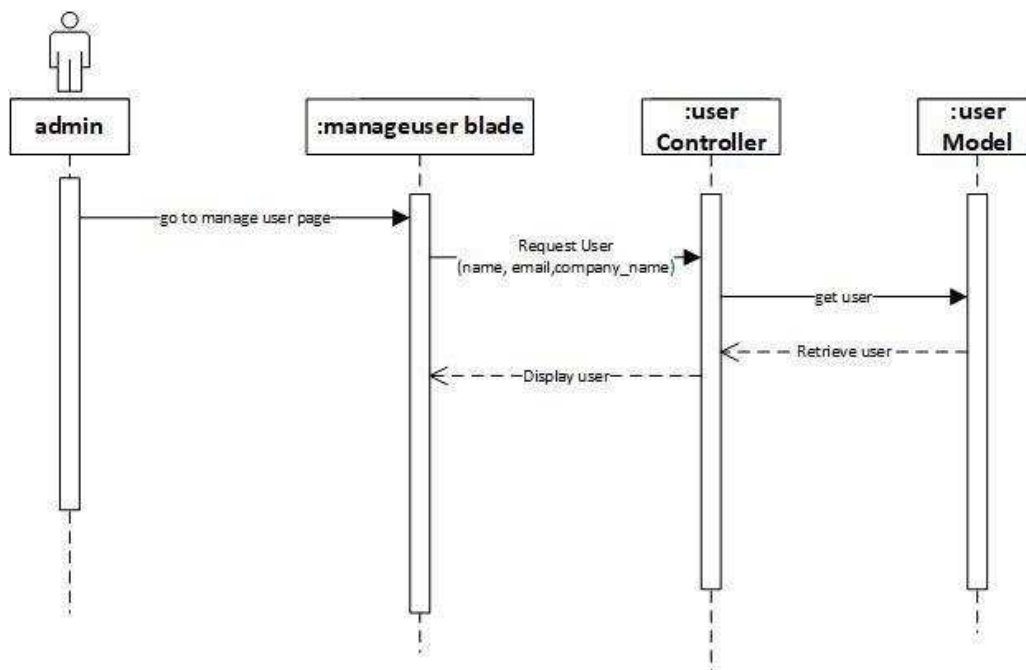 admin
:manageuser blade
:user
Controller
:user
Model
go to manage user page
Request User
(name, email,company_name)
get user
Retrieve user
Display user